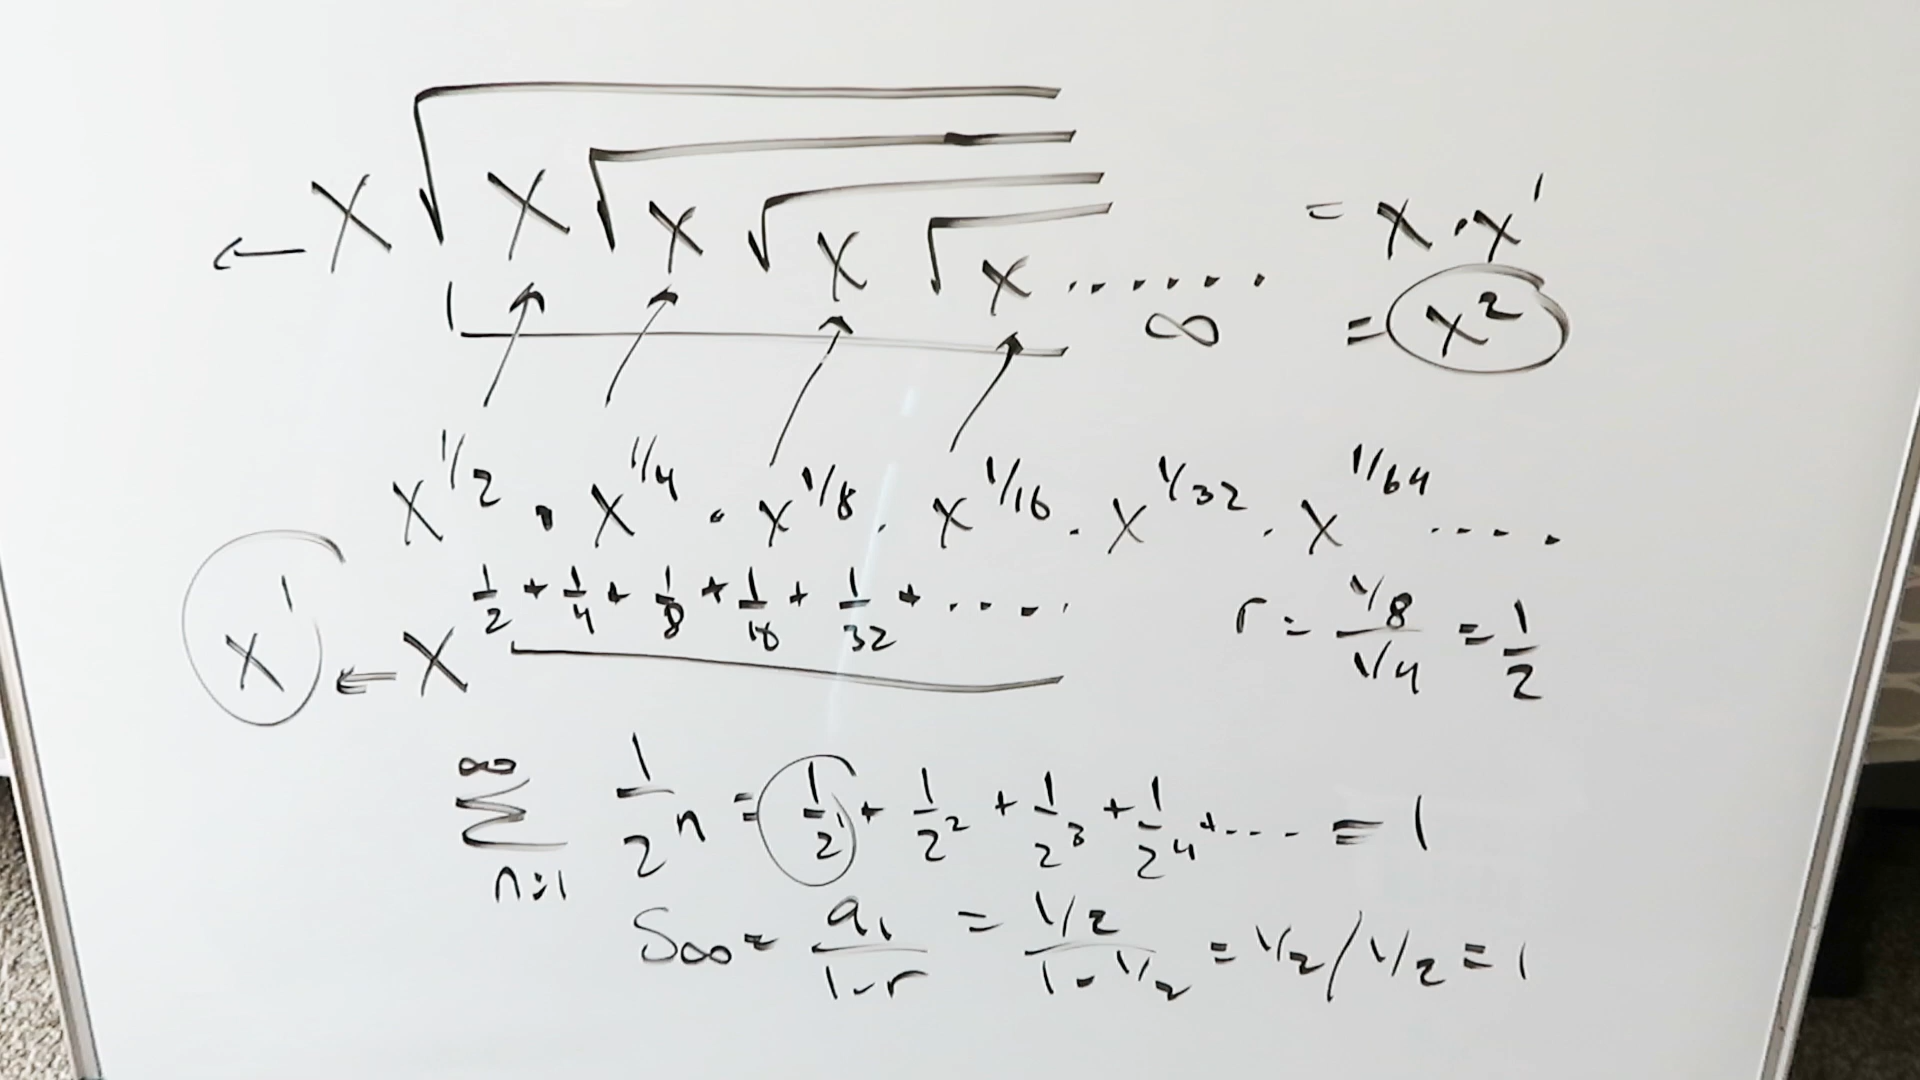 ← x √x √x √x √x ...... ∞ = x · x¹
= x²
x^1/2 · x^1/4 · x^1/8 · x^1/16 · x^1/32 · x^1/64 ....
x¹ ← x^(1/2 + 1/4 + 1/8 + 1/16 + 1/32 + ....) r = (1/8)/(1/4) = 1/2
∞ Σ n=1 1/2^n = 1/2¹ + 1/2² + 1/2³ + 1/2⁴ + .... = 1
S∞ = a₁/(1-r) = (1/2)/(1-1/2) = 1/2 / 1/2 = 1